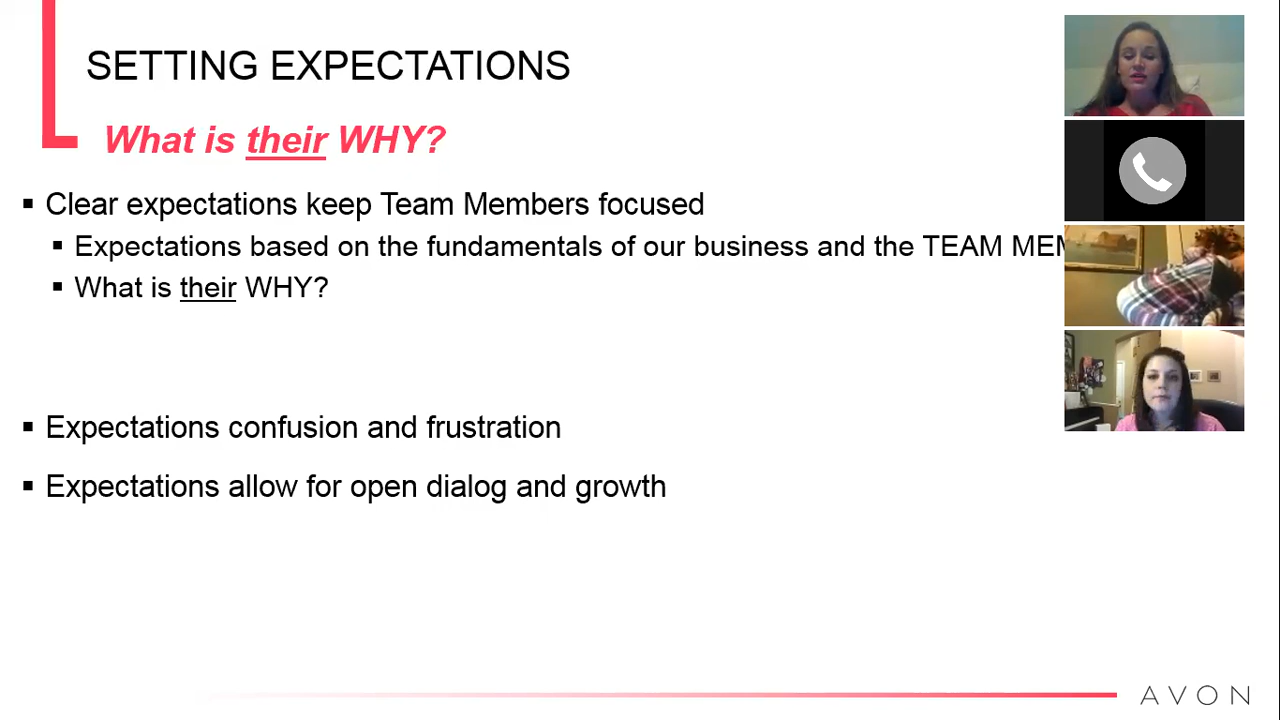 SETTING EXPECTATIONS
What is their WHY?
▪ Clear expectations keep Team Members focused
▪ Expectations based on the fundamentals of our business and the TEAM
▪ What is their WHY?
▪ Expectations confusion and frustration
▪ Expectations allow for open dialog and growth
AVON